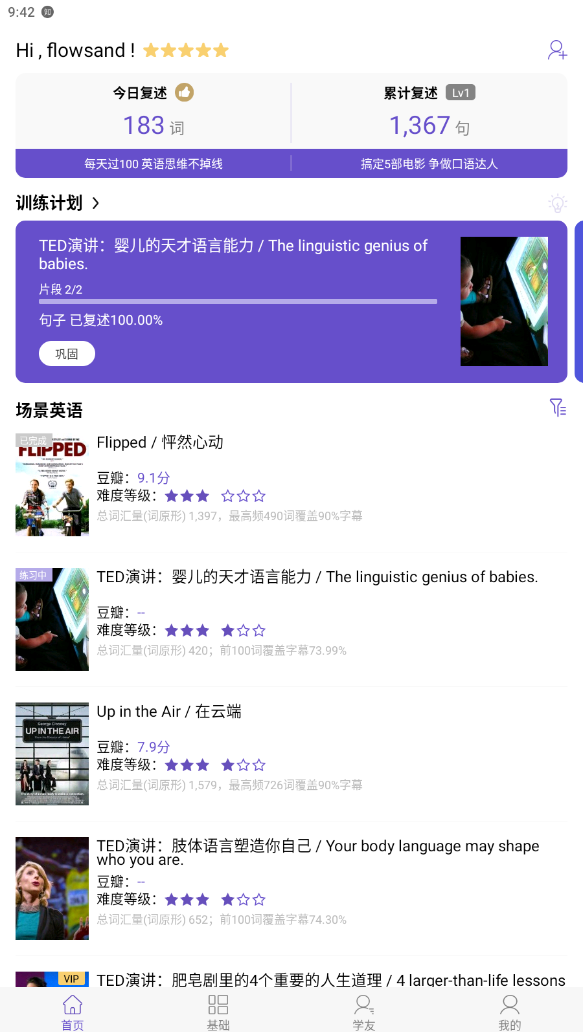 9:42
Hi , flowsand !
今日复述
累计复述 Lv1
183 词
1,367 句
每天过100 英语思维不掉线
搞定5部电影 争做口语达人
训练计划
TED演讲：婴儿的天才语言能力 / The linguistic genius of
babies.
片段 2/2
句子 已复述100.00%
巩固
场景英语
已完成
FLIPPED
Flipped / 怦然心动
豆瓣：9.1分
难度等级：
总词汇量(词原形) 1,397，最高频490词覆盖90%字幕
练习中
TED演讲：婴儿的天才语言能力 / The linguistic genius of babies.
豆瓣：--
难度等级：
总词汇量(词原形) 420；前100词覆盖字幕73.99%
George Clooney
UP IN THE AIR
Up in the Air / 在云端
豆瓣：7.9分
难度等级：
总词汇量(词原形) 1,579，最高频726词覆盖90%字幕
TED演讲：肢体语言塑造你自己 / Your body language may shape
who you are.
豆瓣：--
难度等级：
总词汇量(词原形) 652；前100词覆盖字幕74.30%
VIP
TED演讲：肥皂剧里的4个重要的人生道理 / 4 larger-than-life lessons
首页
基础
学友
我的